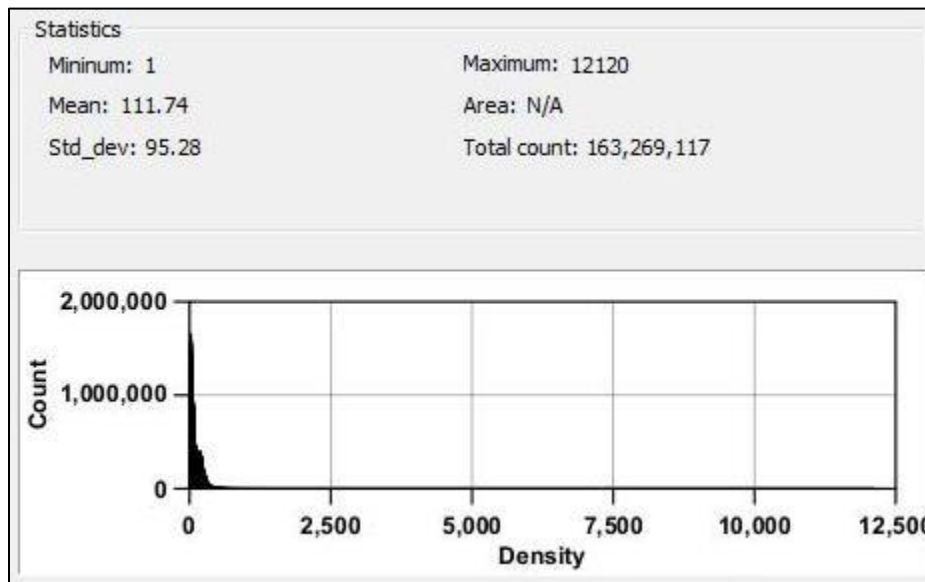 Statistics
Mininum: 1
Maximum: 12120
Mean: 111.74
Area: N/A
Std_dev: 95.28
Total count: 163,269,117
2,000,000
1,000,000
0
Count
0
2,500
5,000
7,500
10,000
12,500
Density